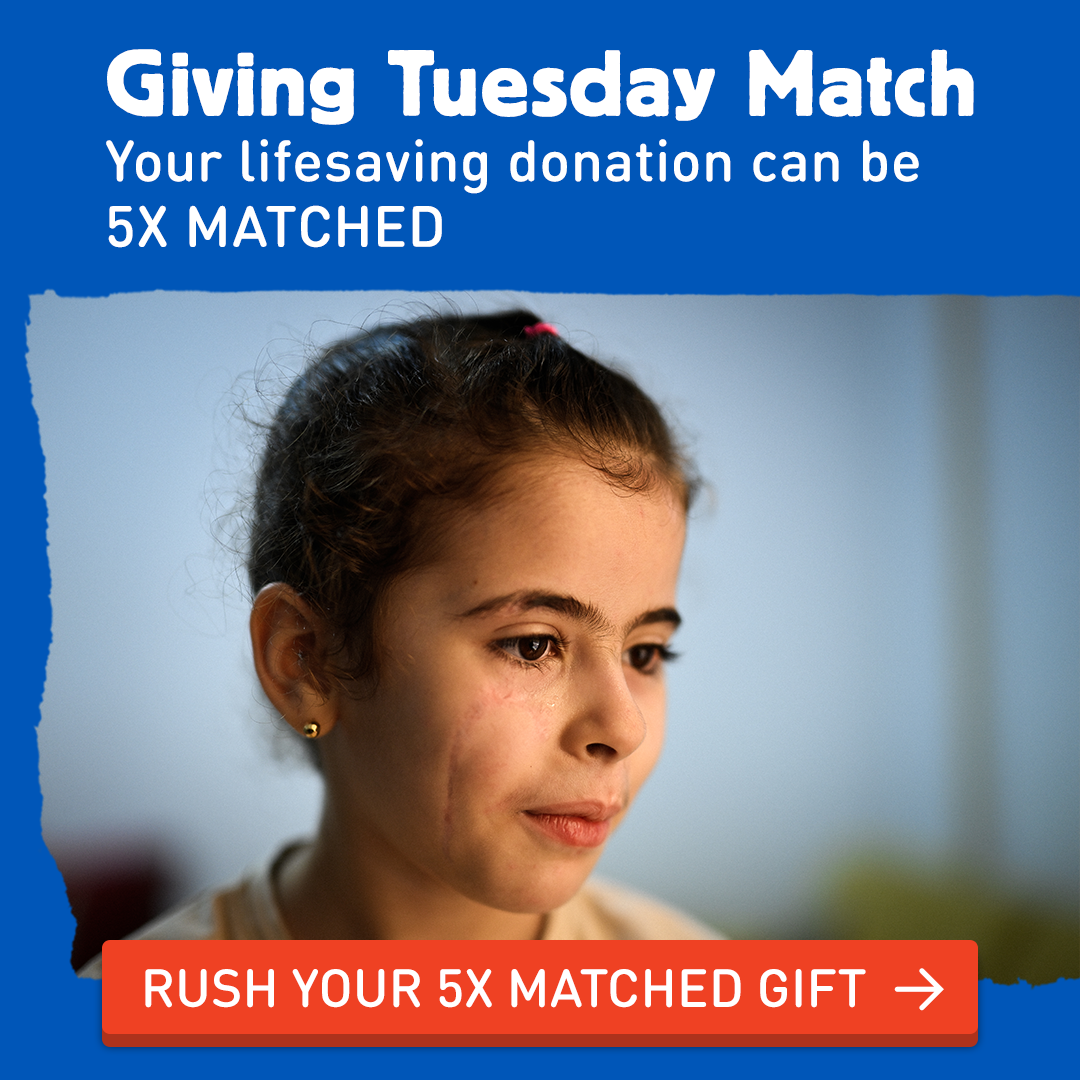 Giving Tuesday Match
Your lifesaving donation can be
5X MATCHED
RUSH YOUR 5X MATCHED GIFT →